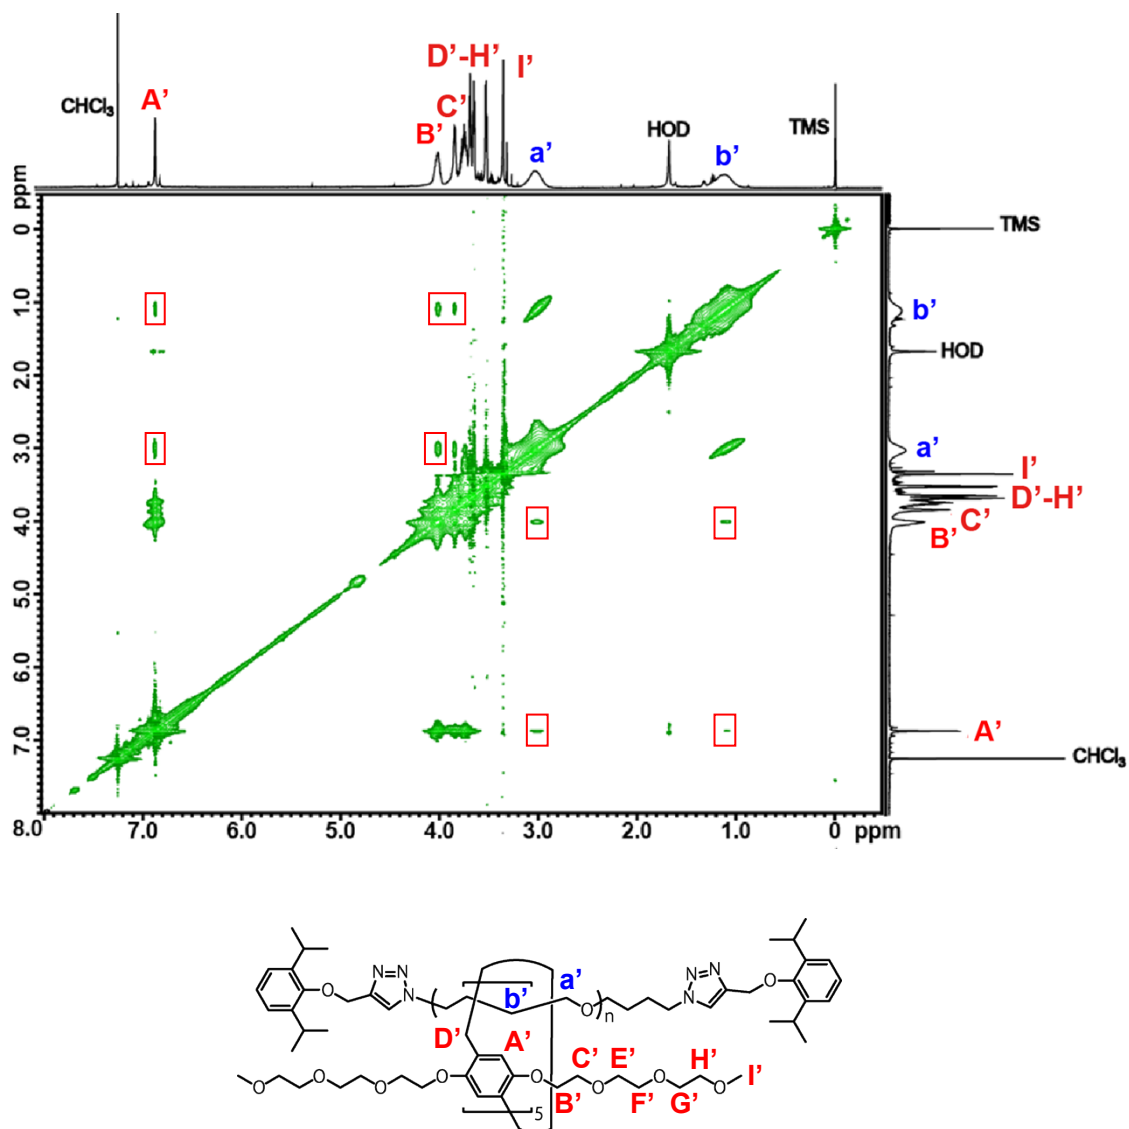 D'-H'
I'
CHCl3
A'
C'
B'
HOD
TMS
a'
b'
ppm
0
1.0
2.0
3.0
4.0
5.0
6.0
7.0
8.0 7.0 6.0 5.0 4.0 3.0 2.0 1.0 0 ppm
TMS
b'
HOD
a'
I'
D'-H'
C'
B'
A'
CHCl3
N N
N
O
a'
b'
O
n
N
N
N
O
D'
A'
C'
E'
H'
I'
O
O
O
O
O
O
O
O
B'
F'
G'
5